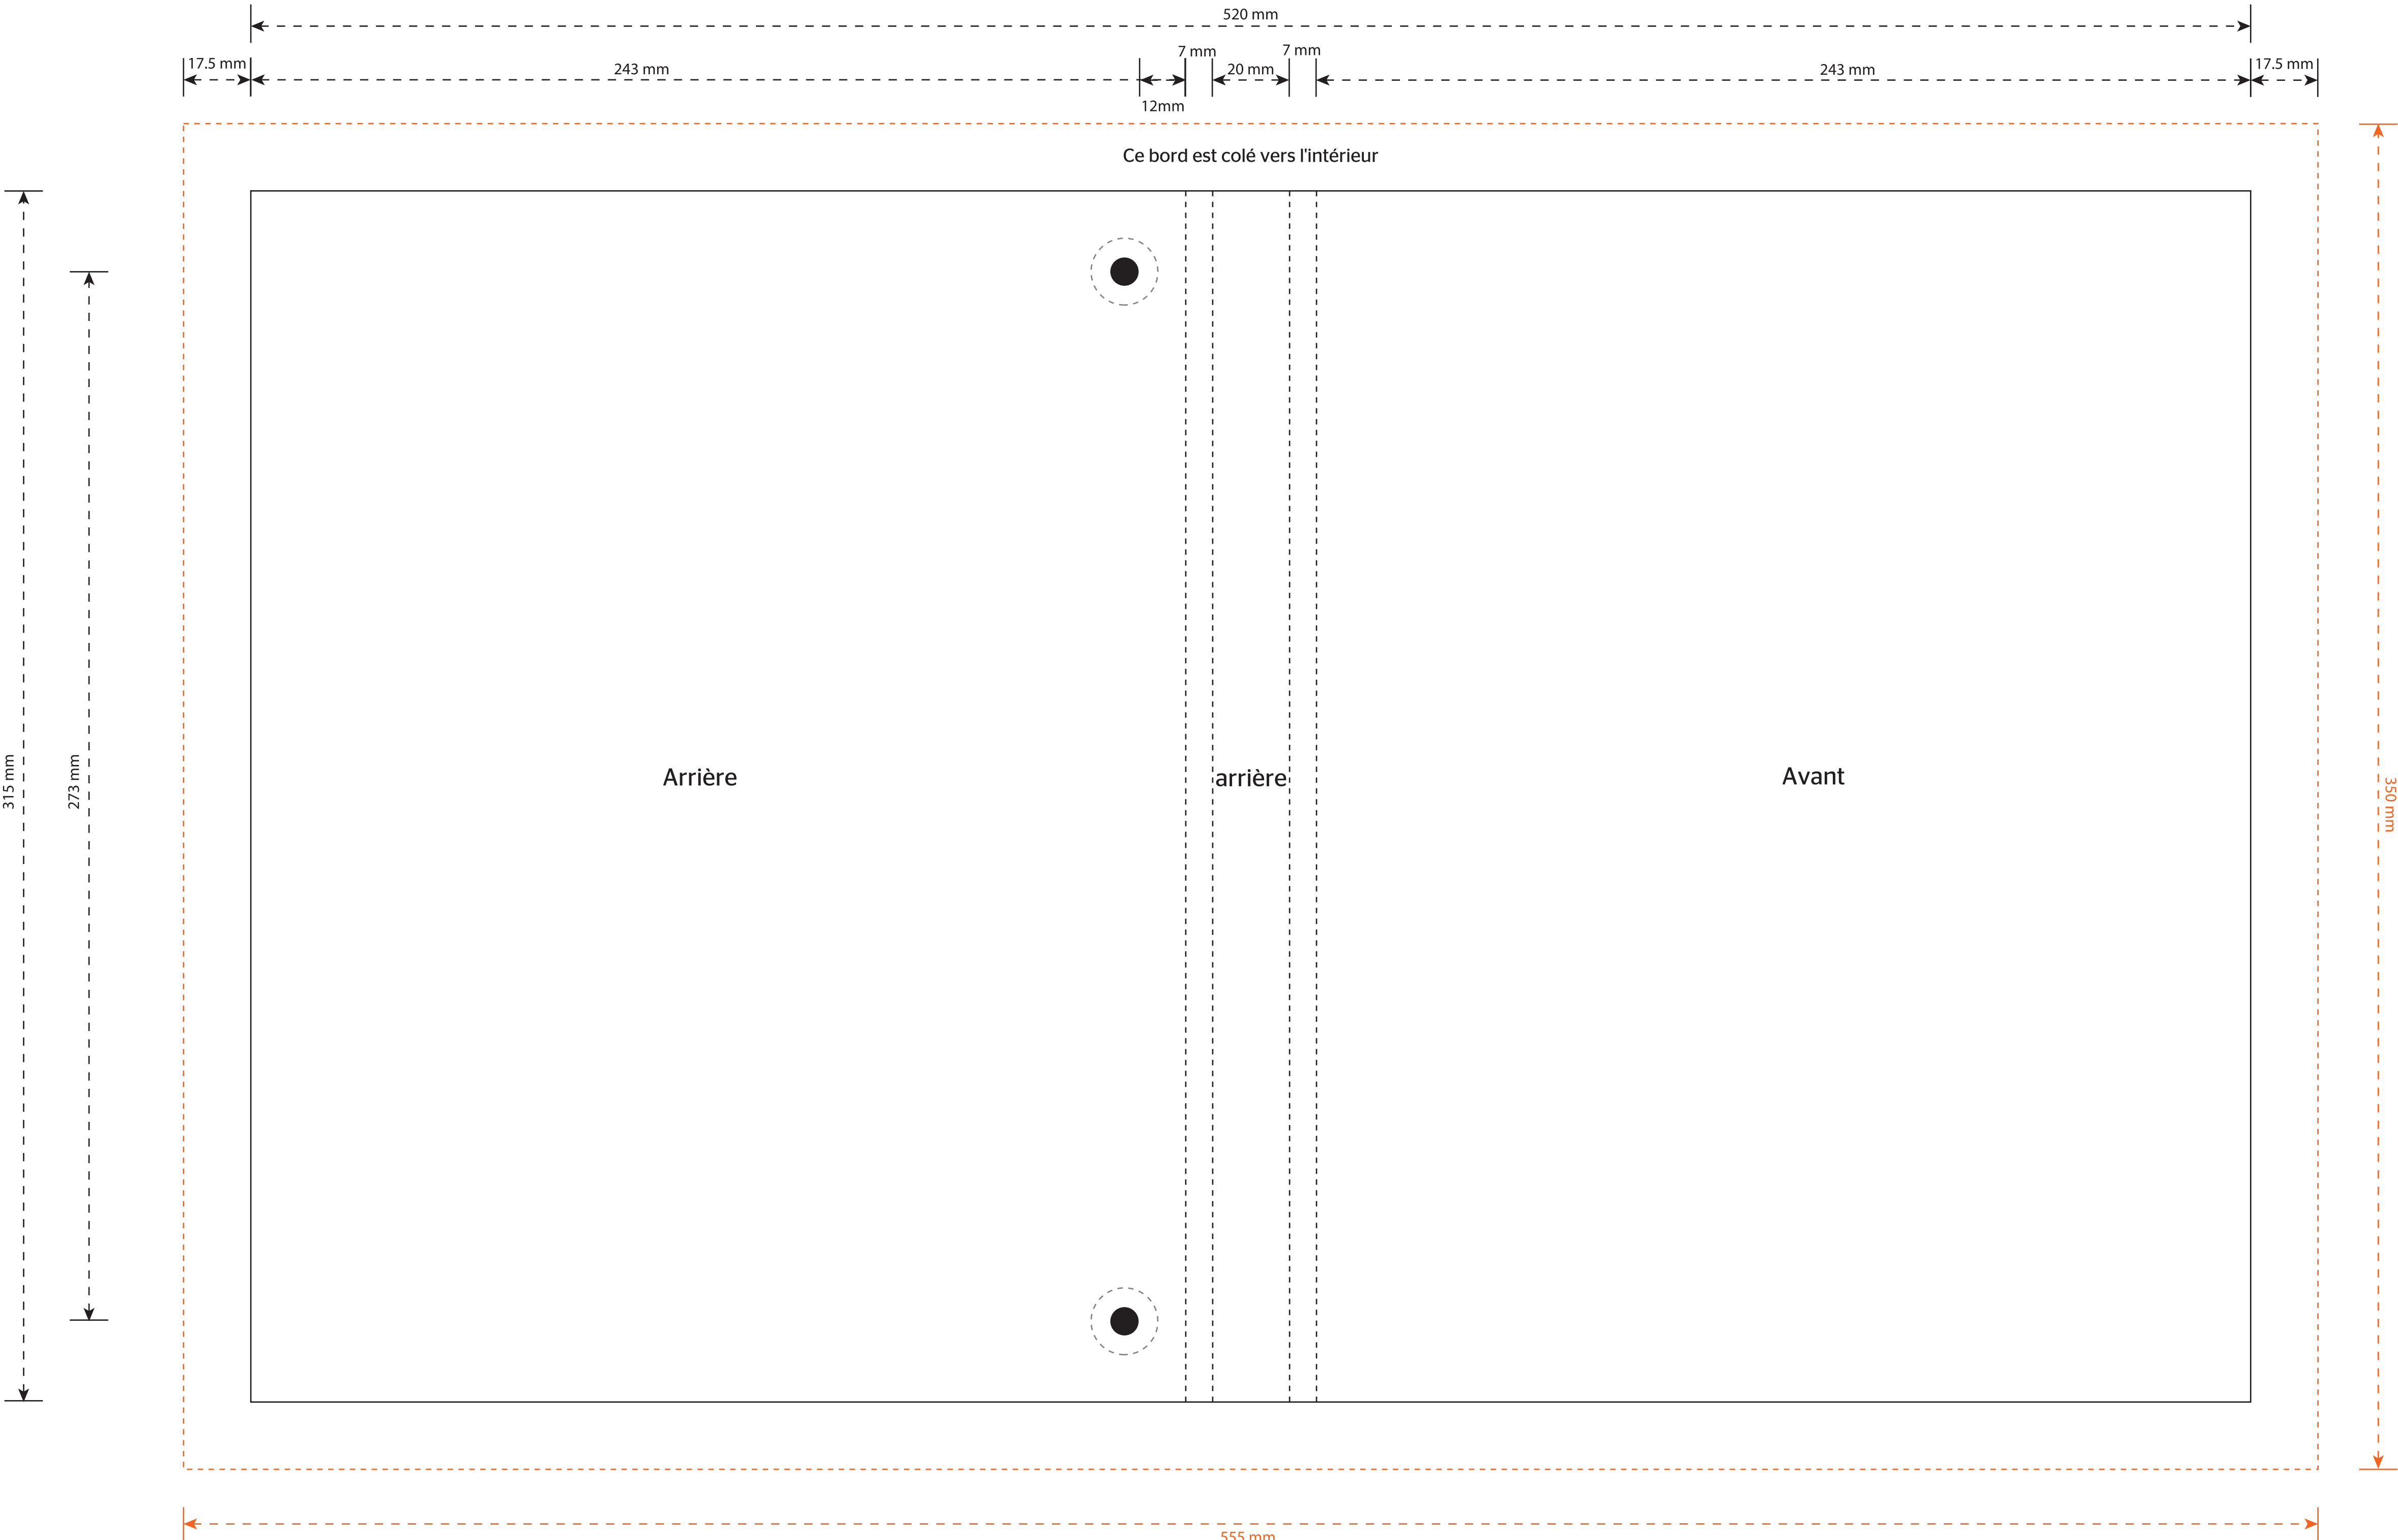 520 mm
17.5 mm
243 mm
7 mm
20 mm
7 mm
243 mm
17.5 mm
12mm
Ce bord est colé vers l'intérieur
315 mm
273 mm
Arrière
arrière
Avant
350 mm
555 mm